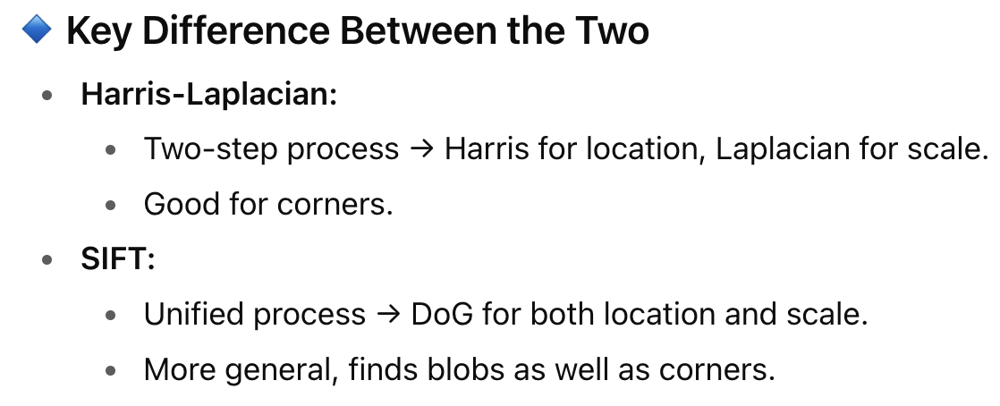 🔷 Key Difference Between the Two
• Harris-Laplacian:
• Two-step process → Harris for location, Laplacian for scale.
• Good for corners.
• SIFT:
• Unified process → DoG for both location and scale.
• More general, finds blobs as well as corners.